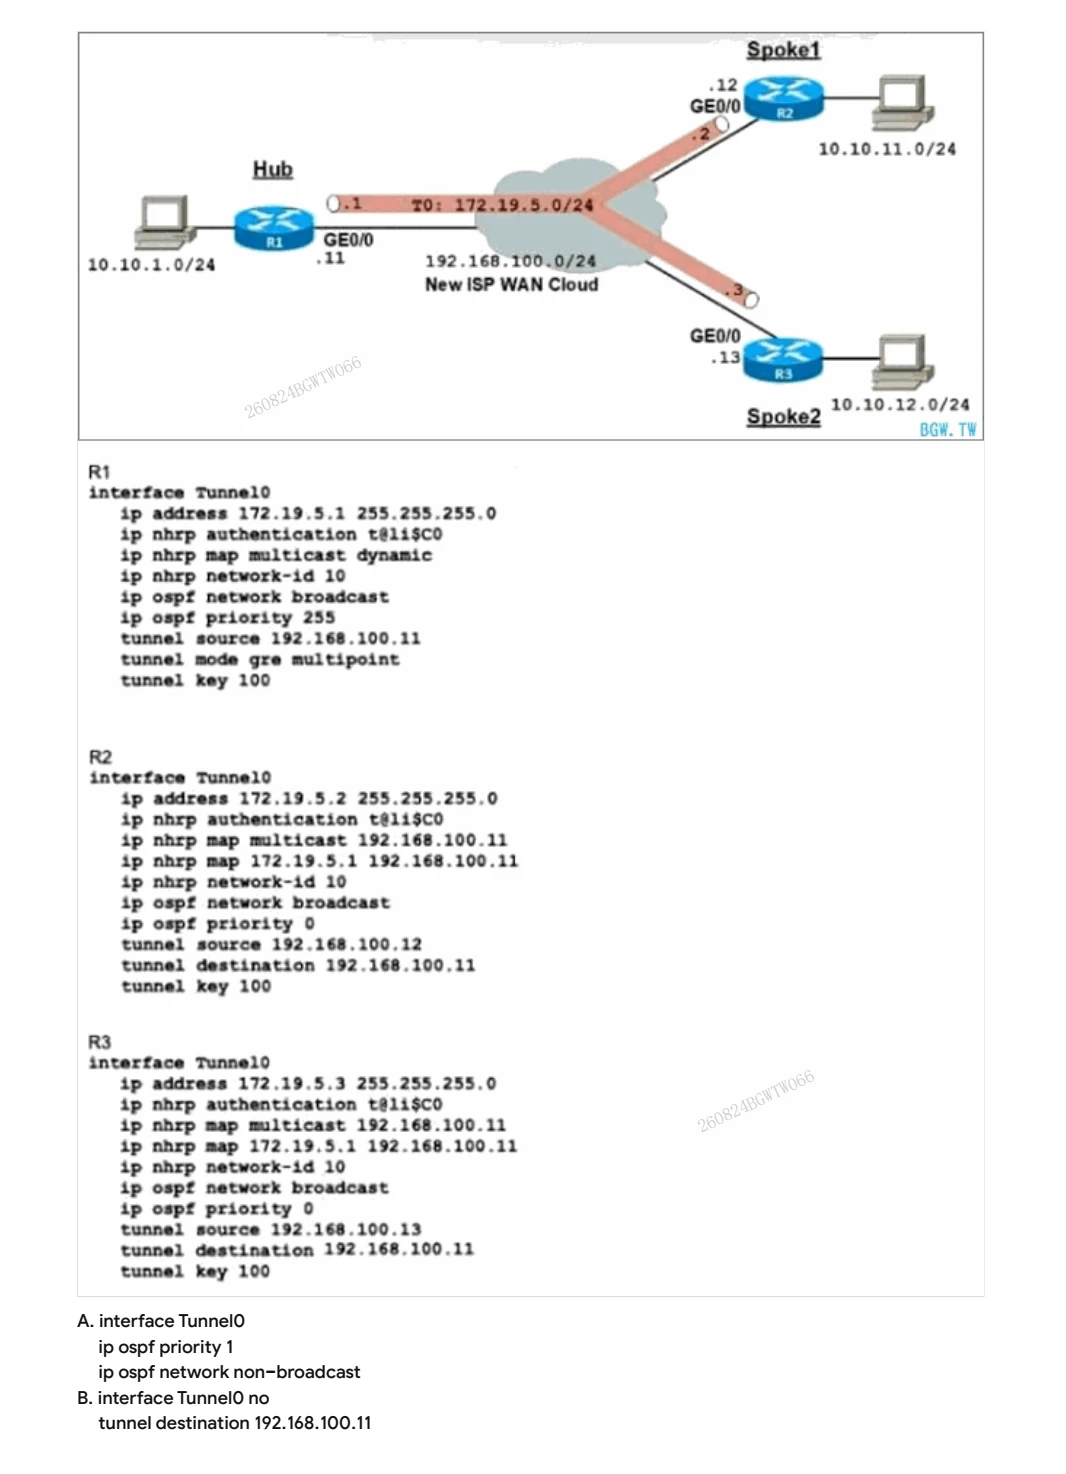 Spoke1
.12
GE0/0
R2
.2
10.10.11.0/24
Hub
.1
T0: 172.19.5.0/24
R1
GE0/0
.11
10.10.1.0/24
192.168.100.0/24
New ISP WAN Cloud
.3
GE0/0
.13
R3
10.10.12.0/24
Spoke2
BGW.TW
260824BGWTW066
R1
interface Tunnel0
ip address 172.19.5.1 255.255.255.0
ip nhrp authentication t@li$C0
ip nhrp map multicast dynamic
ip nhrp network-id 10
ip ospf network broadcast
ip ospf priority 255
tunnel source 192.168.100.11
tunnel mode gre multipoint
tunnel key 100
R2
interface Tunnel0
ip address 172.19.5.2 255.255.255.0
ip nhrp authentication t@li$C0
ip nhrp map multicast 192.168.100.11
ip nhrp map 172.19.5.1 192.168.100.11
ip nhrp network-id 10
ip ospf network broadcast
ip ospf priority 0
tunnel source 192.168.100.12
tunnel destination 192.168.100.11
tunnel key 100
R3
interface Tunnel0
ip address 172.19.5.3 255.255.255.0
ip nhrp authentication t@li$C0
ip nhrp map multicast 192.168.100.11
ip nhrp map 172.19.5.1 192.168.100.11
ip nhrp network-id 10
ip ospf network broadcast
ip ospf priority 0
tunnel source 192.168.100.13
tunnel destination 192.168.100.11
tunnel key 100
260824BGWTW066
A. interface Tunnel0
ip ospf priority 1
ip ospf network non-broadcast
B. interface Tunnel0 no
tunnel destination 192.168.100.11